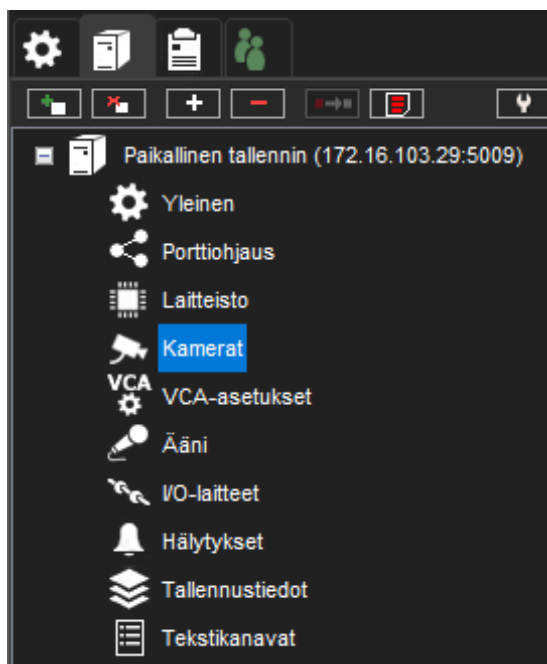 Paikallinen tallennin (172.16.103.29:5009)
Yleinen
Porttiohjaus
Laitteisto
Kamerat
VCA
VCA-asetukset
Ääni
I/O-laitteet
Hälytykset
Tallennustiedot
Tekstikanavat